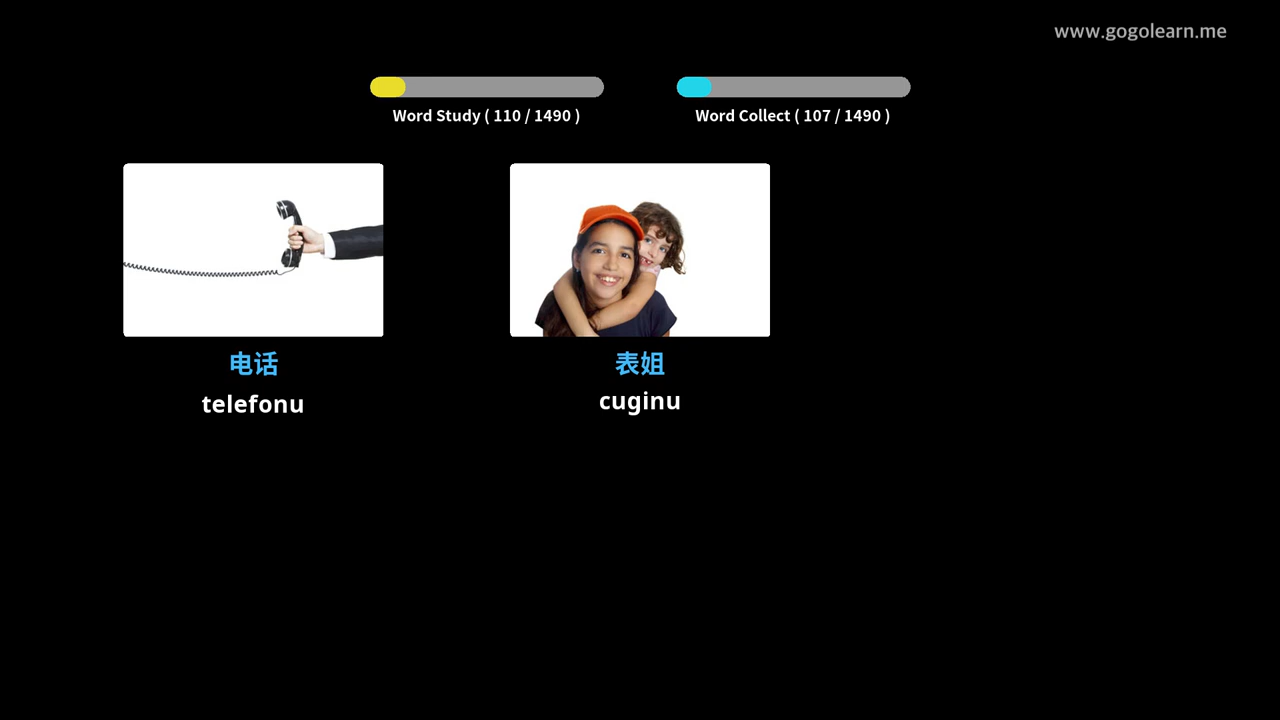 www.gogolearn.me
Word Study ( 110 / 1490 )
Word Collect ( 107 / 1490 )
电话
telefonu
表姐
cuginu